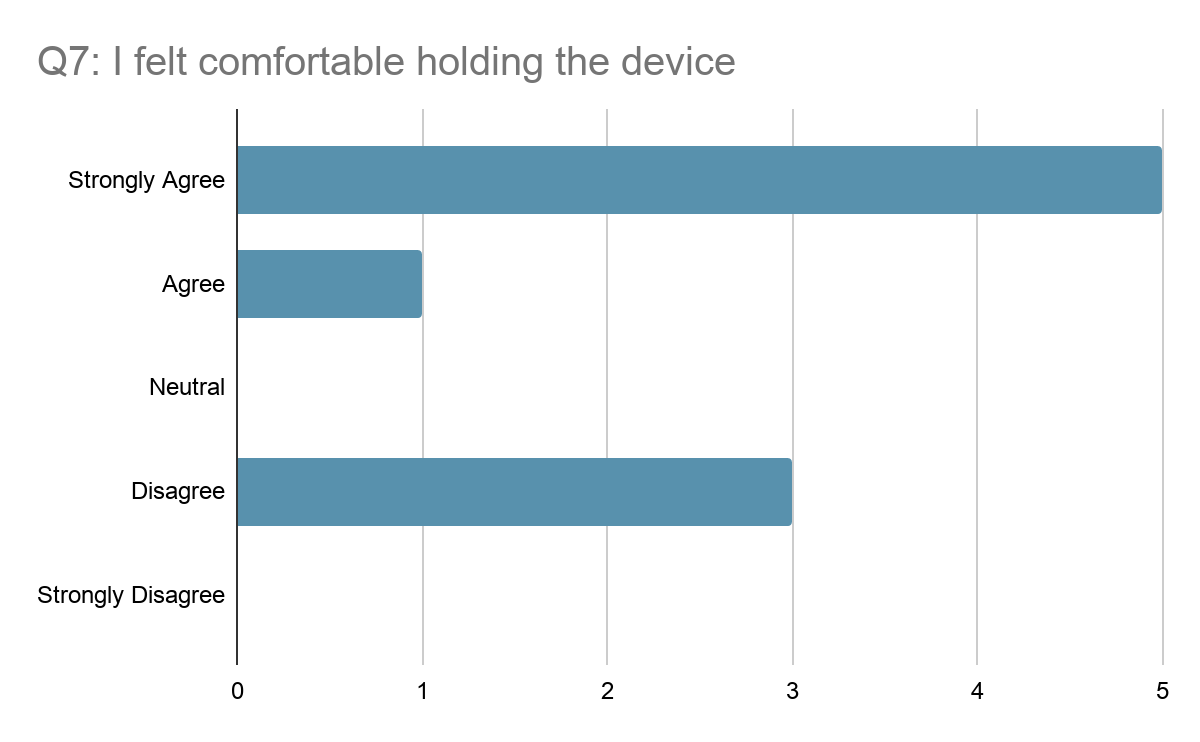 Q7: I felt comfortable holding the device
Strongly Agree
Agree
Neutral
Disagree
Strongly Disagree
0 1 2 3 4 5